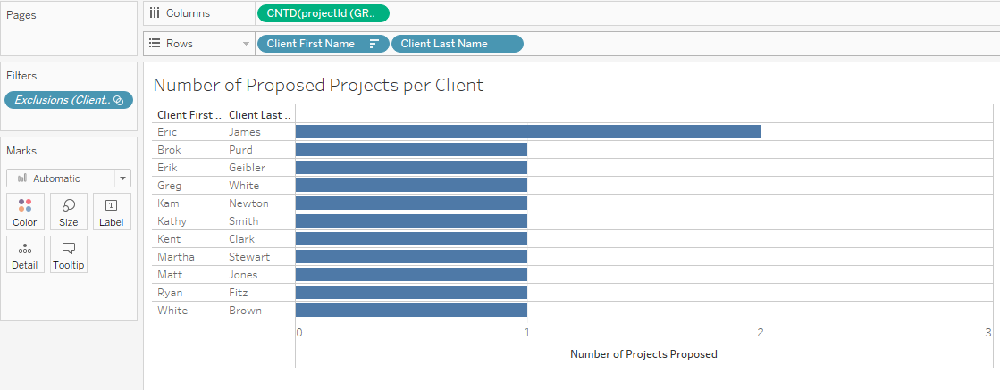 Pages
Columns
CNTD(projectId (GR..
Rows
Client First Name
Client Last Name
Filters
Exclusions (Client..
Marks
Automatic
Color
Size
Label
Detail
Tooltip
Number of Proposed Projects per Client
Client First .. Client Last ..
Eric James
Brok Purd
Erik Geibler
Greg White
Kam Newton
Kathy Smith
Kent Clark
Martha Stewart
Matt Jones
Ryan Fitz
White Brown
0 1 2 3
Number of Projects Proposed